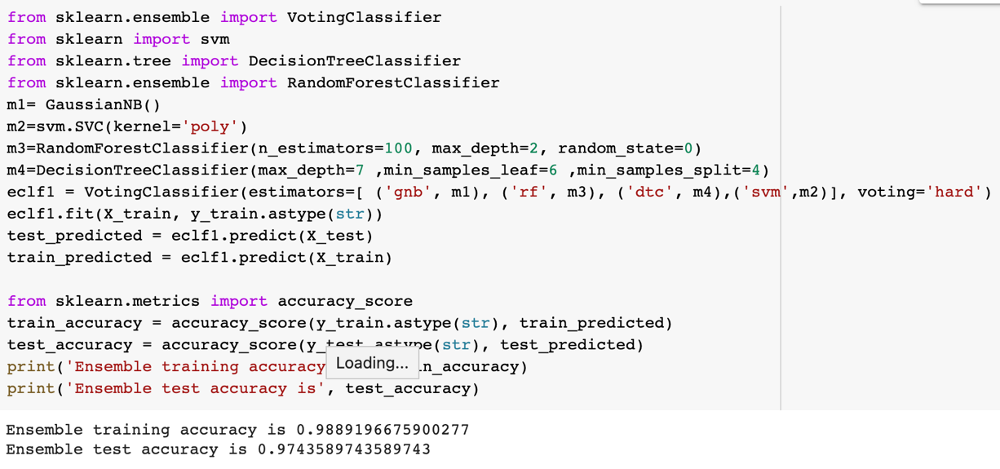 from sklearn.ensemble import VotingClassifier
from sklearn import svm
from sklearn.tree import DecisionTreeClassifier
from sklearn.ensemble import RandomForestClassifier
m1= GaussianNB()
m2=svm.SVC(kernel='poly')
m3=RandomForestClassifier(n_estimators=100, max_depth=2, random_state=0)
m4=DecisionTreeClassifier(max_depth=7 ,min_samples_leaf=6 ,min_samples_split=4)
eclf1 = VotingClassifier(estimators=[ ('gnb', m1), ('rf', m3), ('dtc', m4),('svm',m2)], voting='hard')
eclf1.fit(X_train, y_train.astype(str))
test_predicted = eclf1.predict(X_test)
train_predicted = eclf1.predict(X_train)
from sklearn.metrics import accuracy_score
train_accuracy = accuracy_score(y_train.astype(str), train_predicted)
test_accuracy = accuracy_score(y_test.astype(str), test_predicted)
print('Ensemble training accuracy n_accuracy)
Loading...
print('Ensemble test accuracy is', test_accuracy)
Ensemble training accuracy is 0.9889196675900277
Ensemble test accuracy is 0.9743589743589743